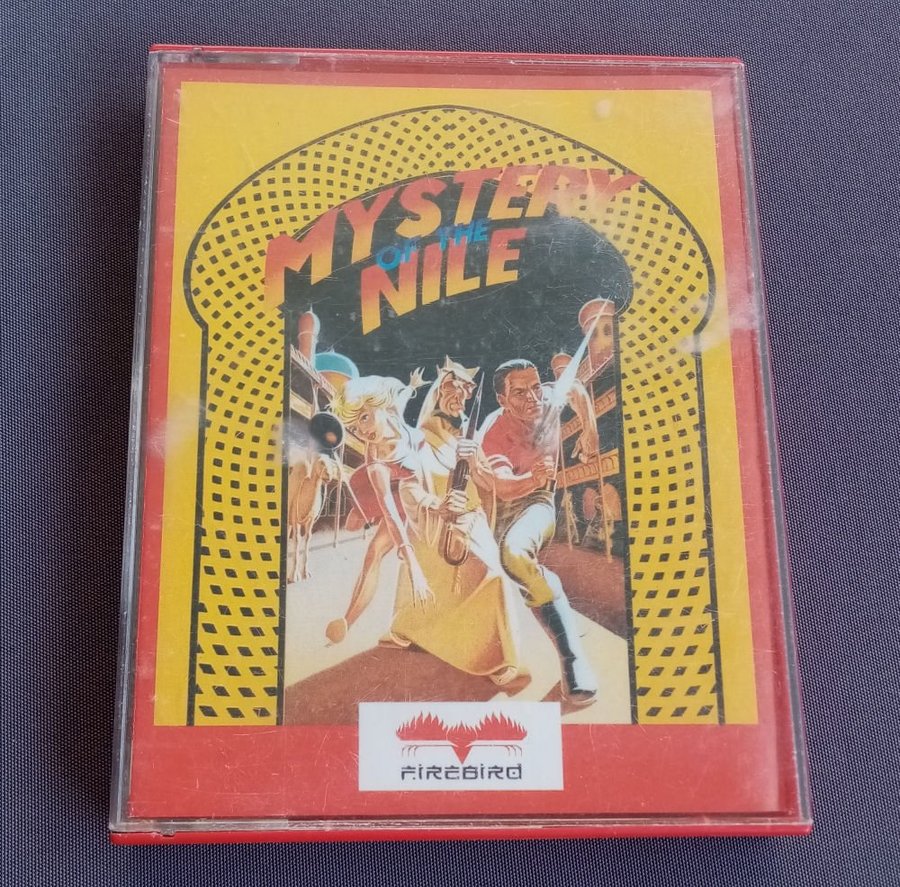 MYSTERY
OF THE
NILE
FIREBIRD